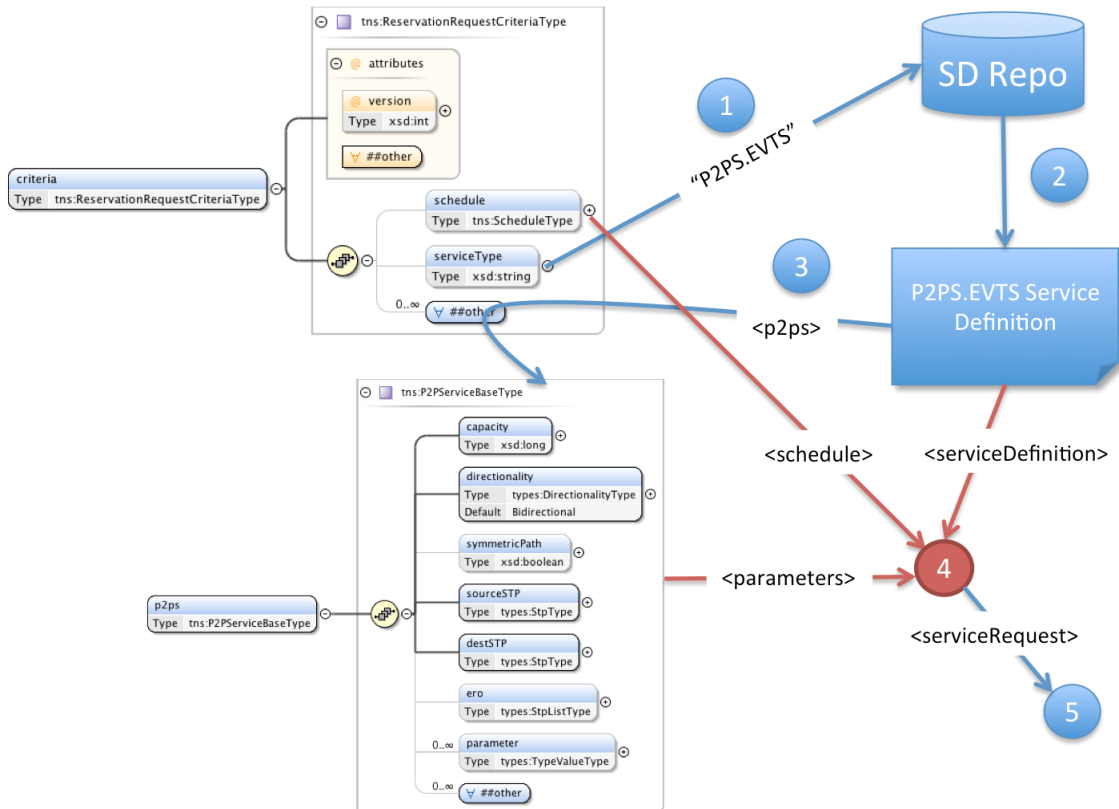 tns:ReservationRequestCriteriaType
@ attributes
@ version
Type xsd:int
∀ ##other
criteria
Type tns:ReservationRequestCriteriaType
schedule
Type tns:ScheduleType
serviceType
Type xsd:string
0..∞
∀ ##other
1
“P2PS.EVTS”
SD Repo
2
3
P2PS.EVTS Service
Definition
<p2ps>
tns:P2PServiceBaseType
capacity
Type xsd:long
directionality
Type types:DirectionalityType
Default Bidirectional
symmetricPath
Type xsd:boolean
sourceSTP
Type types:StpType
p2ps
Type tns:P2PServiceBaseType
destSTP
Type types:StpType
ero
Type types:StpListType
0..∞
parameter
Type types:TypeValueType
0..∞
∀ ##other
<schedule>
<serviceDefinition>
<parameters>
4
<serviceRequest>
5